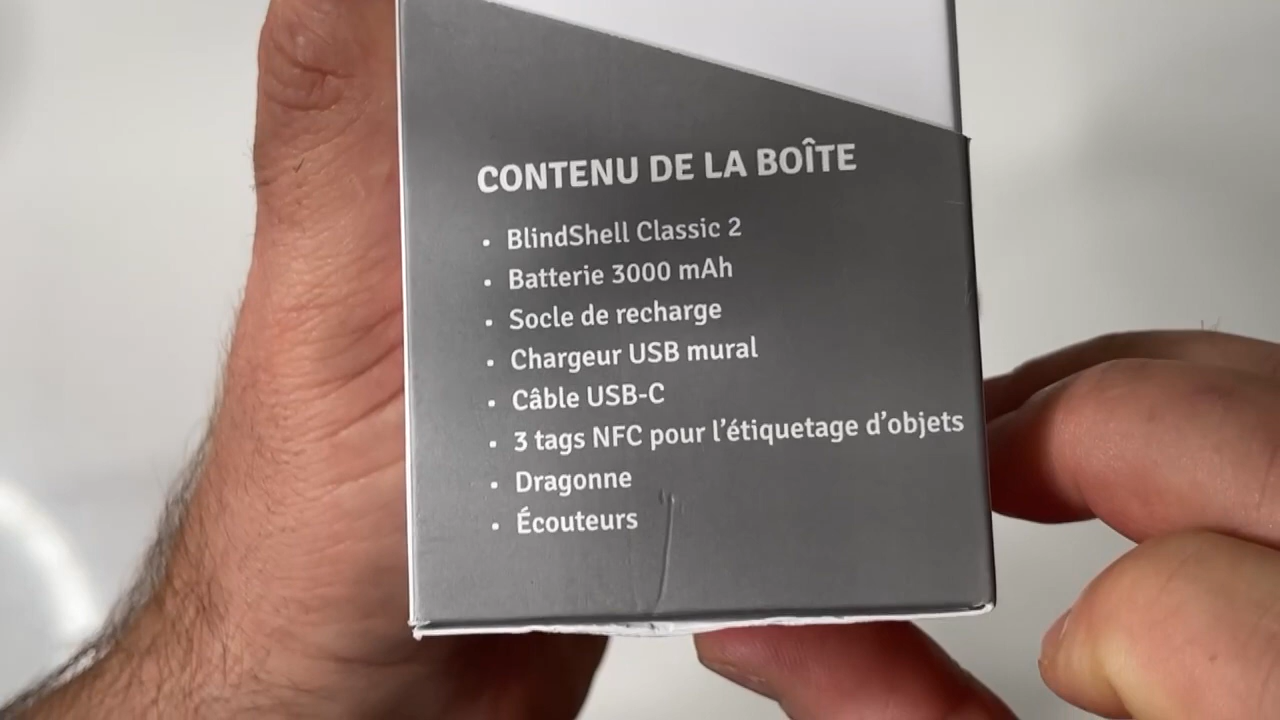 CONTENU DE LA BOÎTE
• BlindShell Classic 2
• Batterie 3000 mAh
• Socle de recharge
• Chargeur USB mural
• Câble USB-C
• 3 tags NFC pour l’étiquetage d’objets
• Dragonne
• Écouteurs